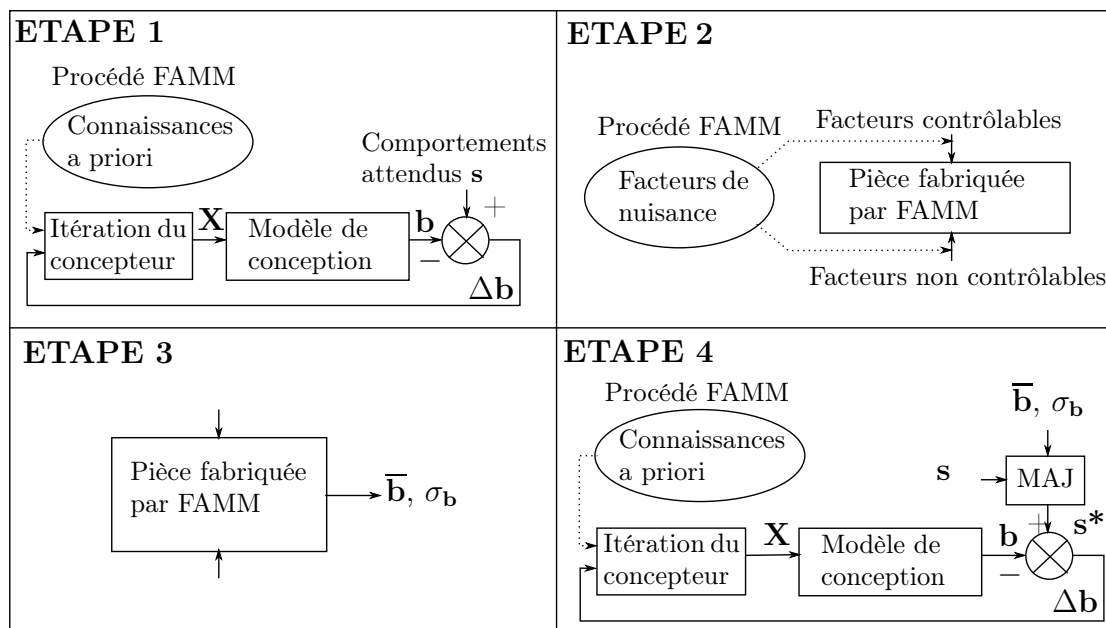 ETAPE 1
Procédé FAMM
Connaissances
a priori
Comportements
attendus s
+
Itération du
concepteur
X
Modèle de
conception
b
−
Δb
ETAPE 2
Procédé FAMM
Facteurs contrôlables
Facteurs de
nuisance
Pièce fabriquée
par FAMM
Facteurs non contrôlables
ETAPE 3
Pièce fabriquée
par FAMM
b̅, σb
ETAPE 4
Procédé FAMM
Connaissances
a priori
b̅, σb
s
MAJ
+
s*
Itération du
concepteur
X
Modèle de
conception
b
−
Δb